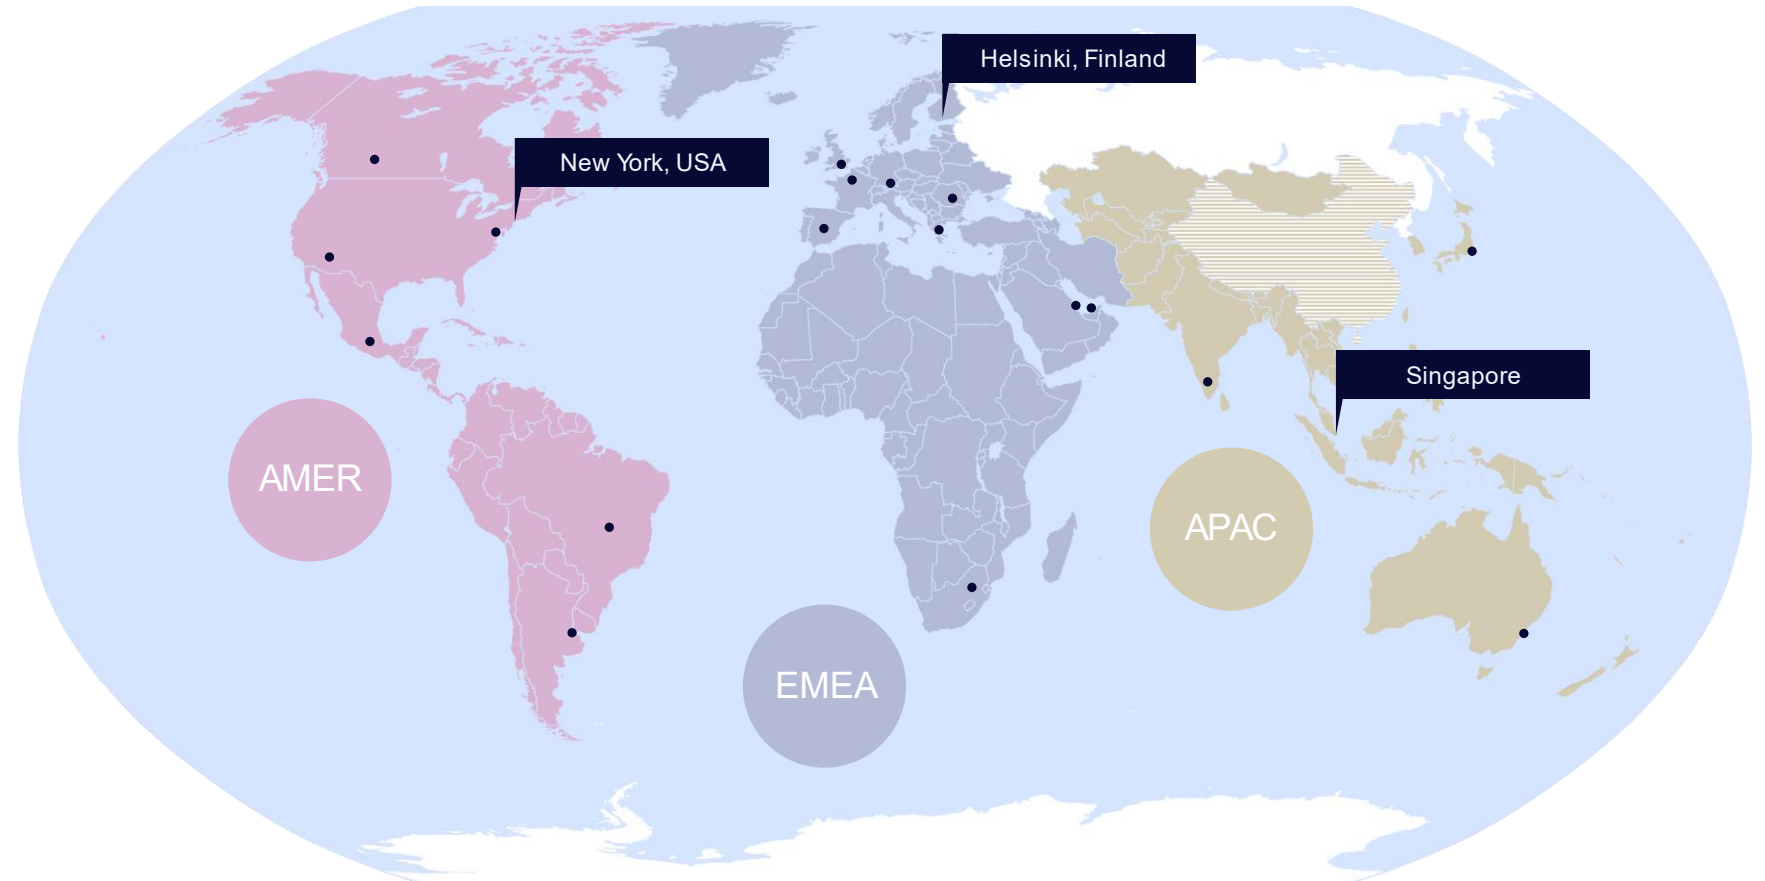 Helsinki, Finland
New York, USA
Singapore
AMER
APAC
EMEA